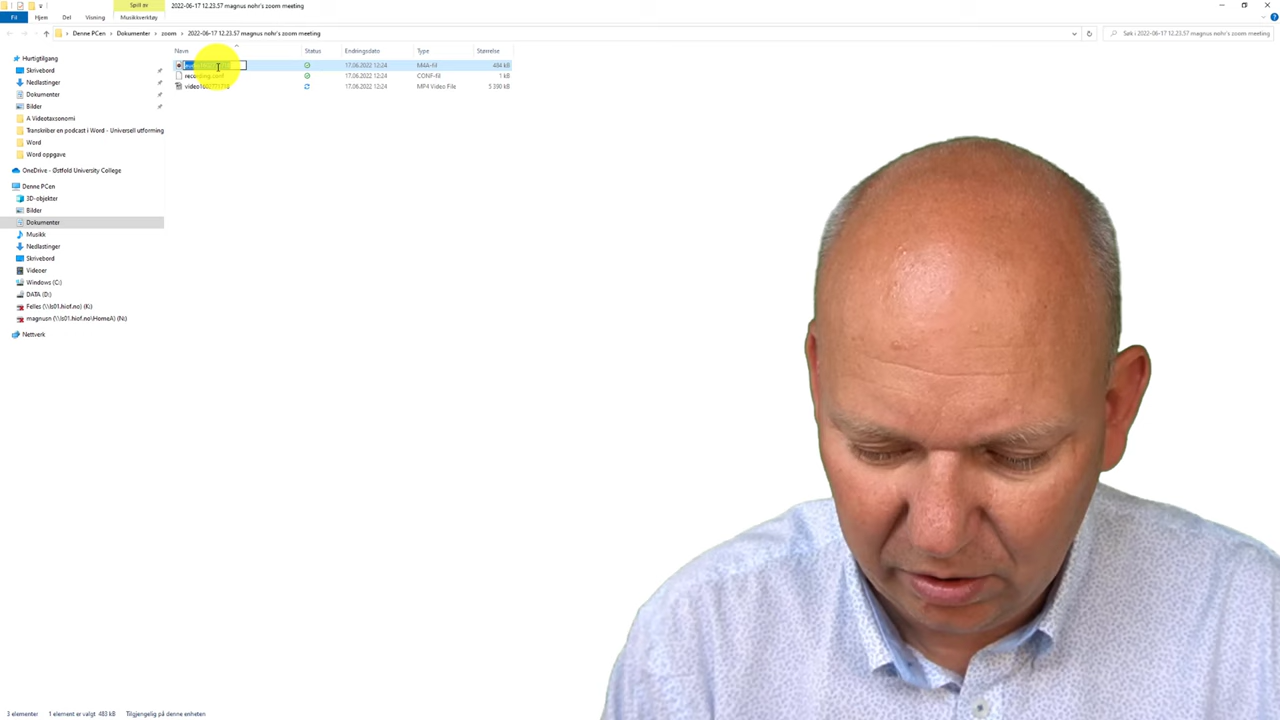 Spill av
2022-06-17 12.23.57 magnus nohr's zoom meeting
Fil
Hjem
Del
Visning
Musikkverktøy
Denne PCen
Dokumenter
zoom
2022-06-17 12.23.57 magnus nohr's zoom meeting
Søk i 2022-06-17 12.23.57 magnus nohr's zoom meeting
Navn
Status
Endringsdato
Type
Størrelse
17.06.2022 12:24
M4A-fil
484 kB
recording.conf
17.06.2022 12:24
CONF-fil
1 kB
17.06.2022 12:24
MP4 Video File
5 390 kB
Hurtigtilgang
Skrivebord
Nedlastinger
Dokumenter
Bilder
A Videotaxsonomi
Transkriber en podcast i Word - Universell utforming
Word
Word oppgave
OneDrive - Østfold University College
Denne PCen
3D-objekter
Bilder
Dokumenter
Musikk
Nedlastinger
Skrivebord
Videoer
Windows (C:)
DATA (D:)
Felles (\\ls01.hiof.no) (K:)
magnusn (\\ls01.hiof.no\HomeA) (N:)
Nettverk
3 elementer
1 element er valgt 483 kB
Tilgjengelig på denne enheten